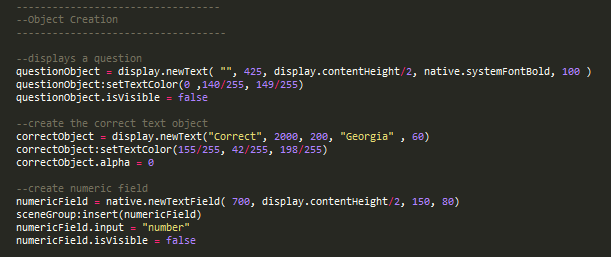 ---------------------------------
--Object Creation
----------------------------------
--displays a question
questionObject = display.newText( "", 425, display.contentHeight/2, native.systemFontBold, 100 )
questionObject:setTextColor(0 ,140/255, 149/255)
questionObject.isVisible = false
--create the correct text object
correctObject = display.newText("Correct", 2000, 200, "Georgia" , 60)
correctObject:setTextColor(155/255, 42/255, 198/255)
correctObject.alpha = 0
--create numeric field
numericField = native.newTextField( 700, display.contentHeight/2, 150, 80)
sceneGroup:insert(numericField)
numericField.input = "number"
numericField.isVisible = false